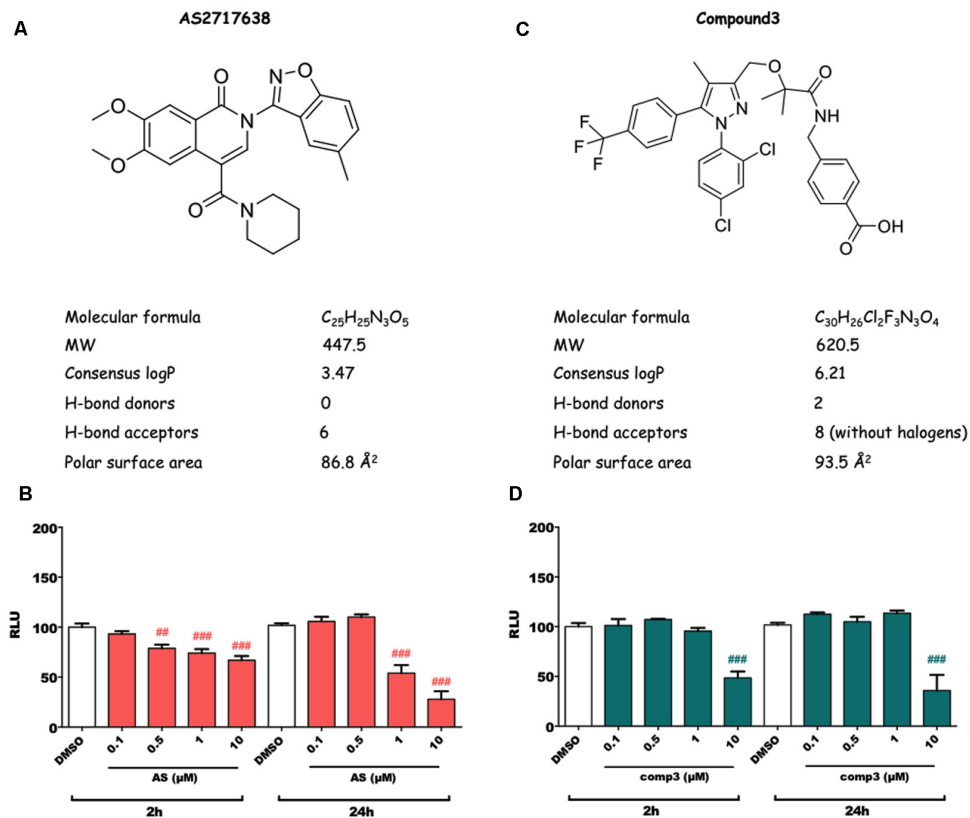 A
AS2717638
O
N
O
N
O
O
O
N
Molecular formula C₂₅H₂₅N₃O₅
MW 447.5
Consensus logP 3.47
H-bond donors 0
H-bond acceptors 6
Polar surface area 86.8 Å²
C
Compound3
O
O
N
N
NH
F
F
F
Cl
Cl
O
OH
Molecular formula C₃₀H₂₆Cl₂F₃N₃O₄
MW 620.5
Consensus logP 6.21
H-bond donors 2
H-bond acceptors 8 (without halogens)
Polar surface area 93.5 Å²
B
RLU
200
150
100
50
0
## ### ### ### ###
DMSO 0.1 0.5 1 10 DMSO 0.1 0.5 1 10
AS (µM) AS (µM)
2h 24h
D
RLU
200
150
100
50
0
### ###
DMSO 0.1 0.5 1 10 DMSO 0.1 0.5 1 10
comp3 (µM) comp3 (µM)
2h 24h